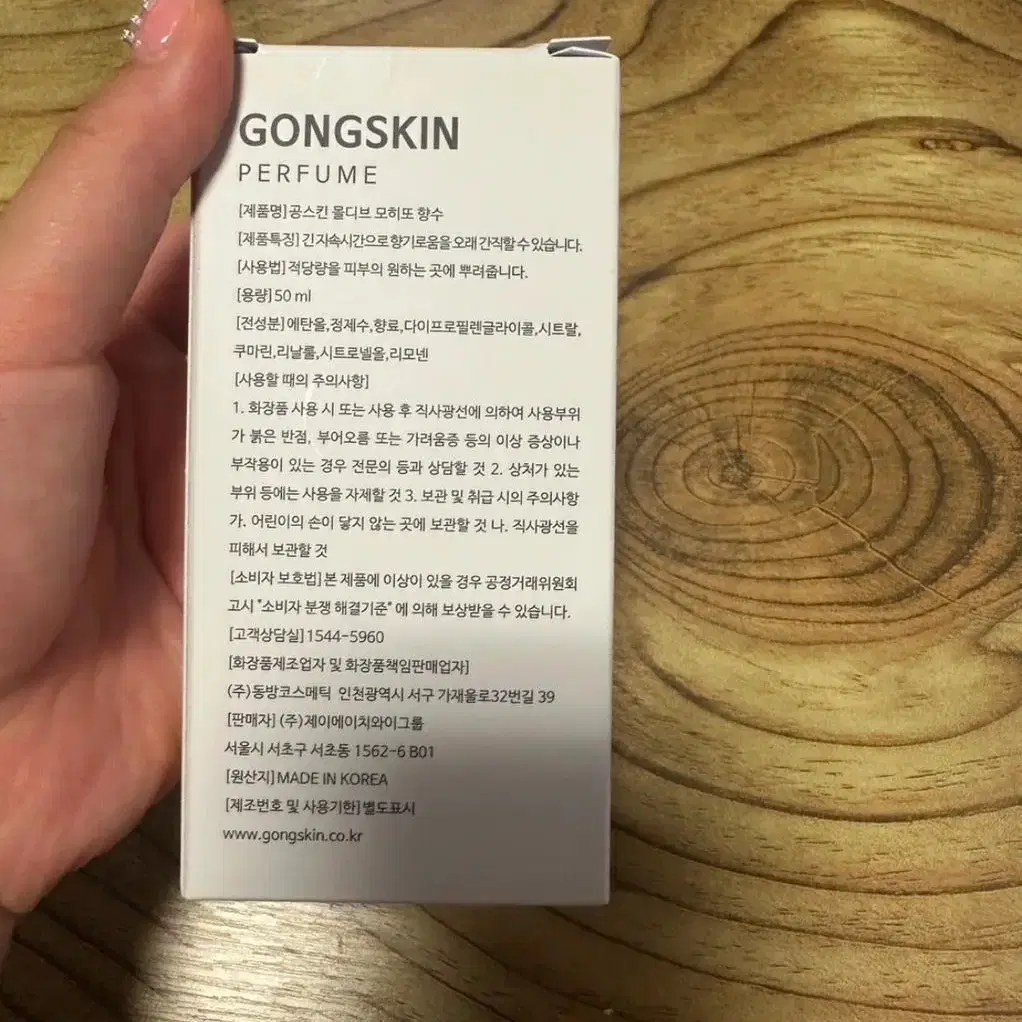 GONGSKIN
PERFUME
[제품명]공스킨 몰디브 모히또 향수
[제품특징] 긴 지속시간으로 향기로움을 오래 간직할 수 있습니다.
[사용법] 적당량을 피부의 원하는 곳에 뿌려줍니다.
[용량]50 ml
[전성분]에탄올,정제수,향료,다이프로필렌글라이콜,시트랄,
쿠마린,리날룰,시트로넬올,리모넨
[사용할 때의 주의사항]
1. 화장품 사용 시 또는 사용 후 직사광선에 의하여 사용부위
가 붉은 반점, 부어오름 또는 가려움증 등의 이상 증상이나
부작용이 있는 경우 전문의 등과 상담할 것 2. 상처가 있는
부위 등에는 사용을 자제할 것 3. 보관 및 취급 시의 주의사항
가. 어린이의 손이 닿지 않는 곳에 보관할 것 나. 직사광선을
피해서 보관할 것
[소비자 보호법]본 제품에 이상이 있을 경우 공정거래위원회
고시 "소비자 분쟁 해결기준" 에 의해 보상받을 수 있습니다.
[고객상담실]1544-5960
[화장품제조업자 및 화장품책임판매업자]
(주)동방코스메틱 인천광역시 서구 가재울로32번길 39
[판매자] (주)제이에이치와이그룹
서울시 서초구 서초동 1562-6 B01
[원산지]MADE IN KOREA
[제조번호 및 사용기한]별도표시
www.gongskin.co.kr